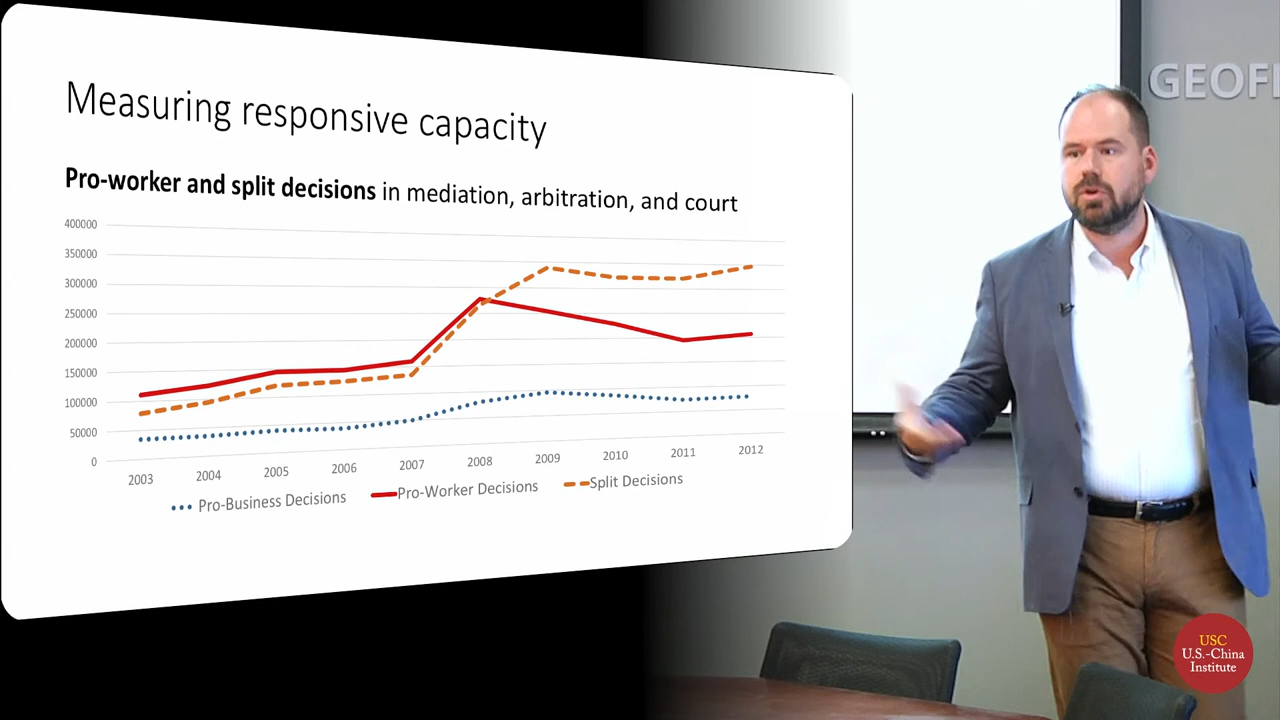 Measuring responsive capacity
Pro-worker and split decisions in mediation, arbitration, and court
400000
350000
300000
250000
200000
150000
100000
50000
0
2003 2004 2005 2006 2007 2008 2009 2010 2011 2012
Pro-Business Decisions Pro-Worker Decisions Split Decisions
GEOF
USC
U.S.-China
Institute